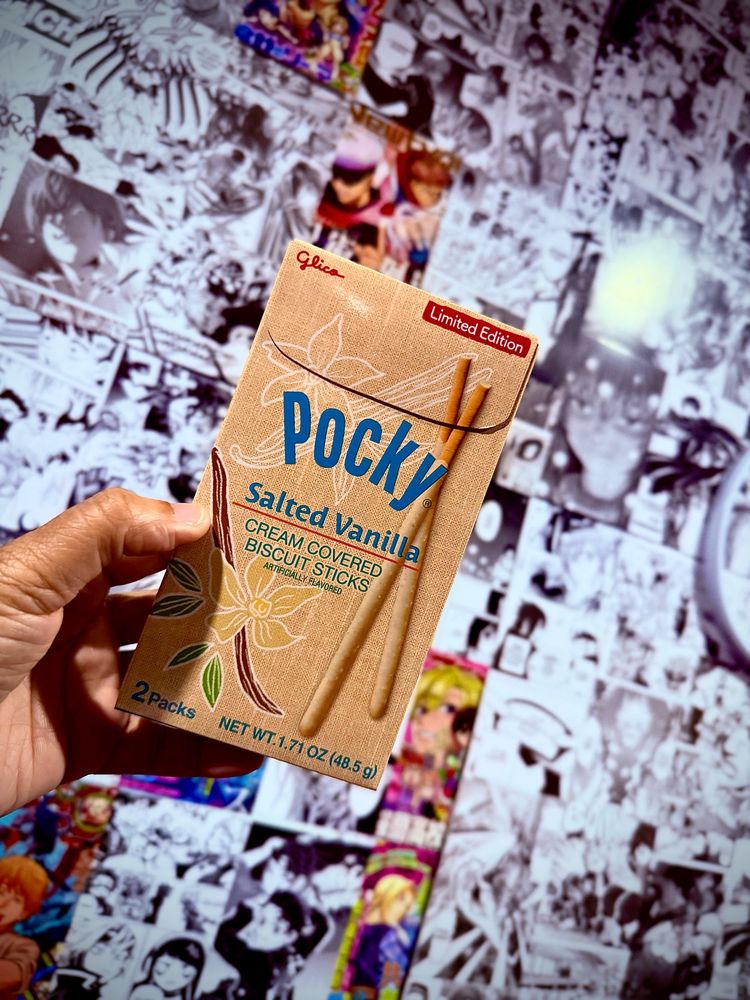 Glico
Limited Edition
Pocky®
Salted Vanilla
CREAM COVERED
BISCUIT STICKS
ARTIFICIALLY FLAVORED
2 Packs
NET WT. 1.71 OZ (48.5 g)